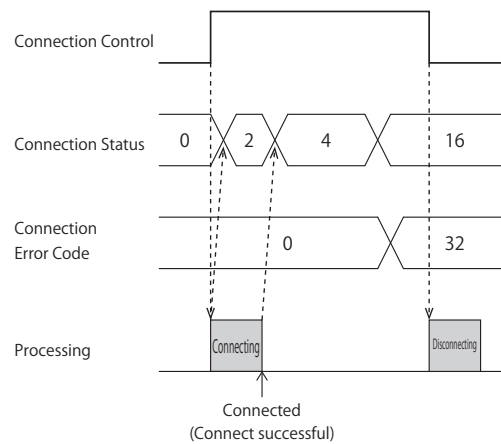 Connection Control
Connection Status
0
2
4
16
Connection
Error Code
0
32
Processing
Connecting
Disconnecting
Connected
(Connect successful)